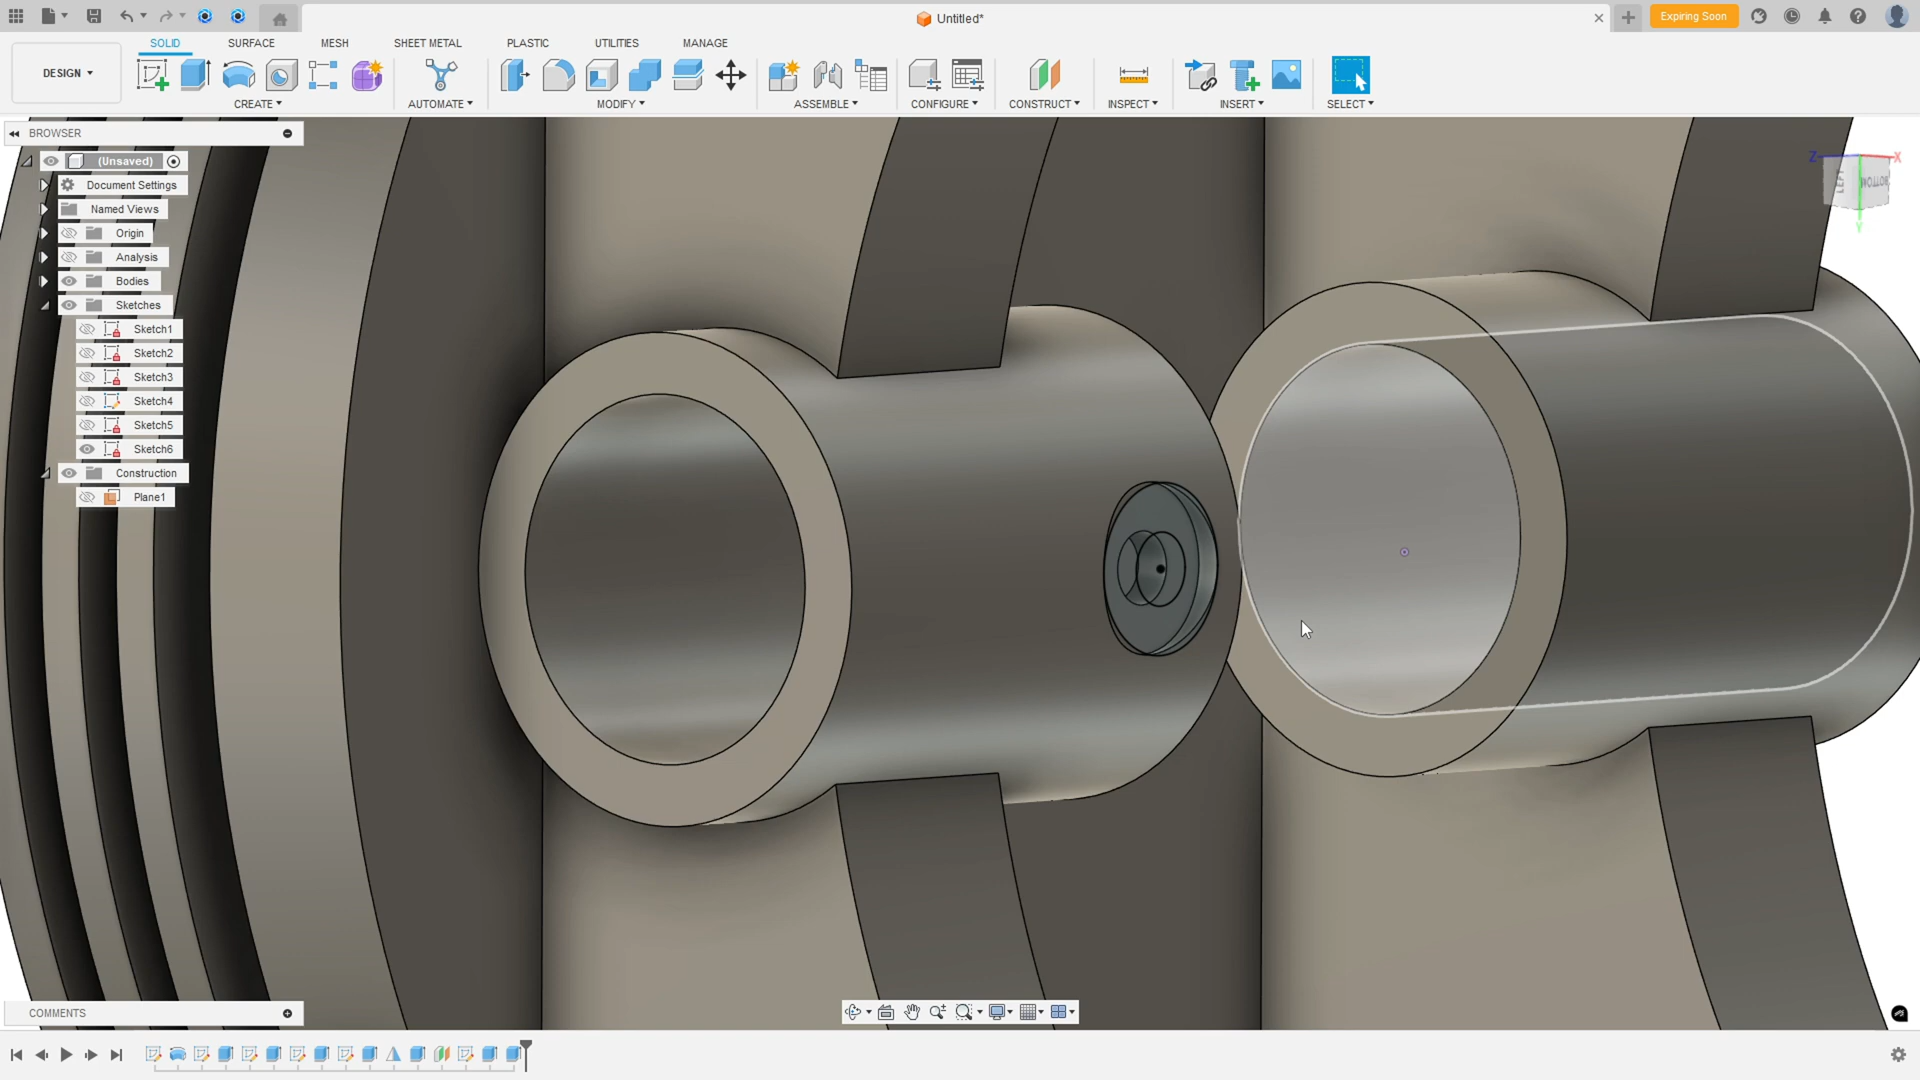 Untitled*
Expiring Soon
SOLID
SURFACE
MESH
SHEET METAL
PLASTIC
UTILITIES
MANAGE
DESIGN
CREATE
AUTOMATE
MODIFY
ASSEMBLE
CONFIGURE
CONSTRUCT
INSPECT
INSERT
SELECT
BROWSER
(Unsaved)
Document Settings
Named Views
Origin
Analysis
Bodies
Sketches
Sketch1
Sketch2
Sketch3
Sketch4
Sketch5
Sketch6
Construction
Plane1
Z
X
LEFT
BOTTOM
Y
COMMENTS